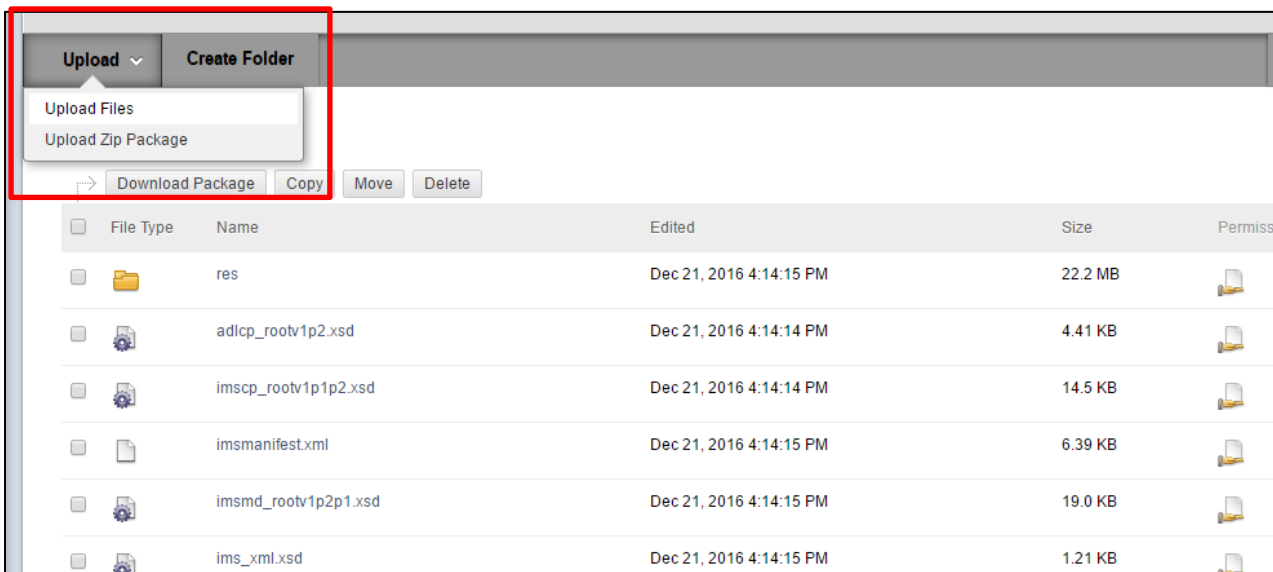 Upload Create Folder
Upload Files
Upload Zip Package
Download Package Copy Move Delete
File Type Name Edited Size Permiss
res Dec 21, 2016 4:14:15 PM 22.2 MB
adlcp_rootv1p2.xsd Dec 21, 2016 4:14:14 PM 4.41 KB
imscp_rootv1p1p2.xsd Dec 21, 2016 4:14:14 PM 14.5 KB
imsmanifest.xml Dec 21, 2016 4:14:15 PM 6.39 KB
imsmd_rootv1p2p1.xsd Dec 21, 2016 4:14:15 PM 19.0 KB
ims_xml.xsd Dec 21, 2016 4:14:15 PM 1.21 KB